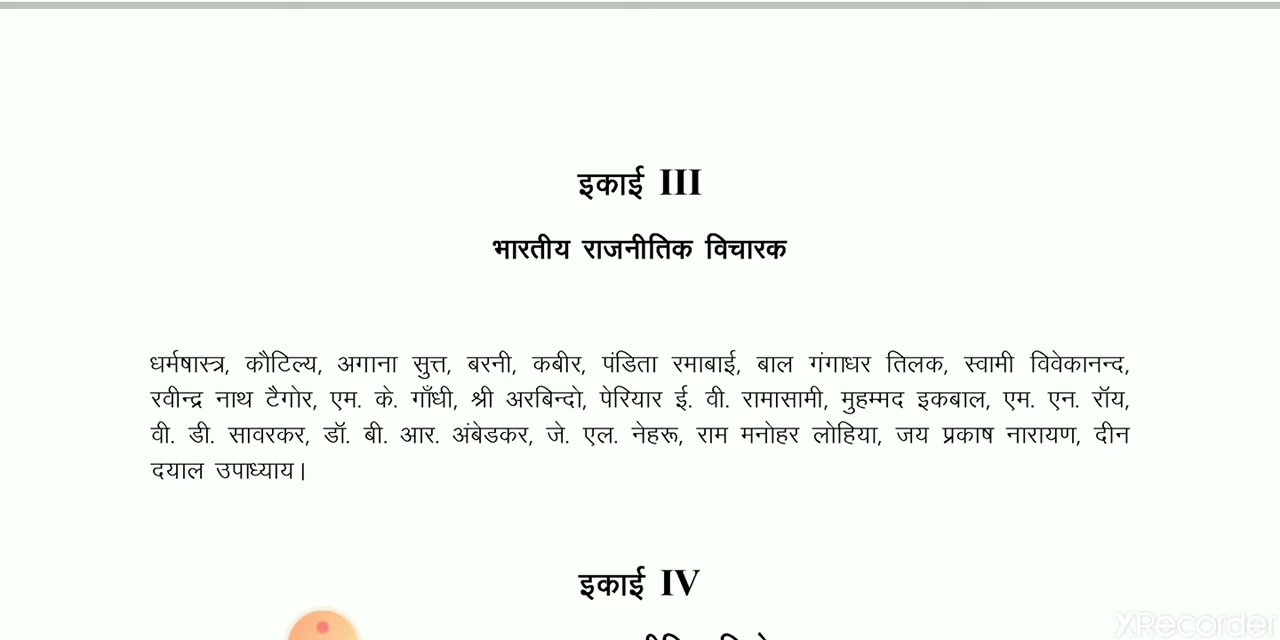 इकाई III
भारतीय राजनीतिक विचारक
धर्मषास्त्र, कौटिल्य, अगाना सुत्त, बरनी, कबीर, पंडिता रमाबाई, बाल गंगाधर तिलक, स्वामी विवेकानन्द,
रवीन्द्र नाथ टैगोर, एम. के. गाँधी, श्री अरबिन्दो, पेरियार ई. वी. रामासामी, मुहम्मद इकबाल, एम. एन. रॉय,
वी. डी. सावरकर, डॉ. बी. आर. अंबेडकर, जे. एल. नेहरू, राम मनोहर लोहिया, जय प्रकाष नारायण, दीन
दयाल उपाध्याय।
इकाई IV
XRecorder